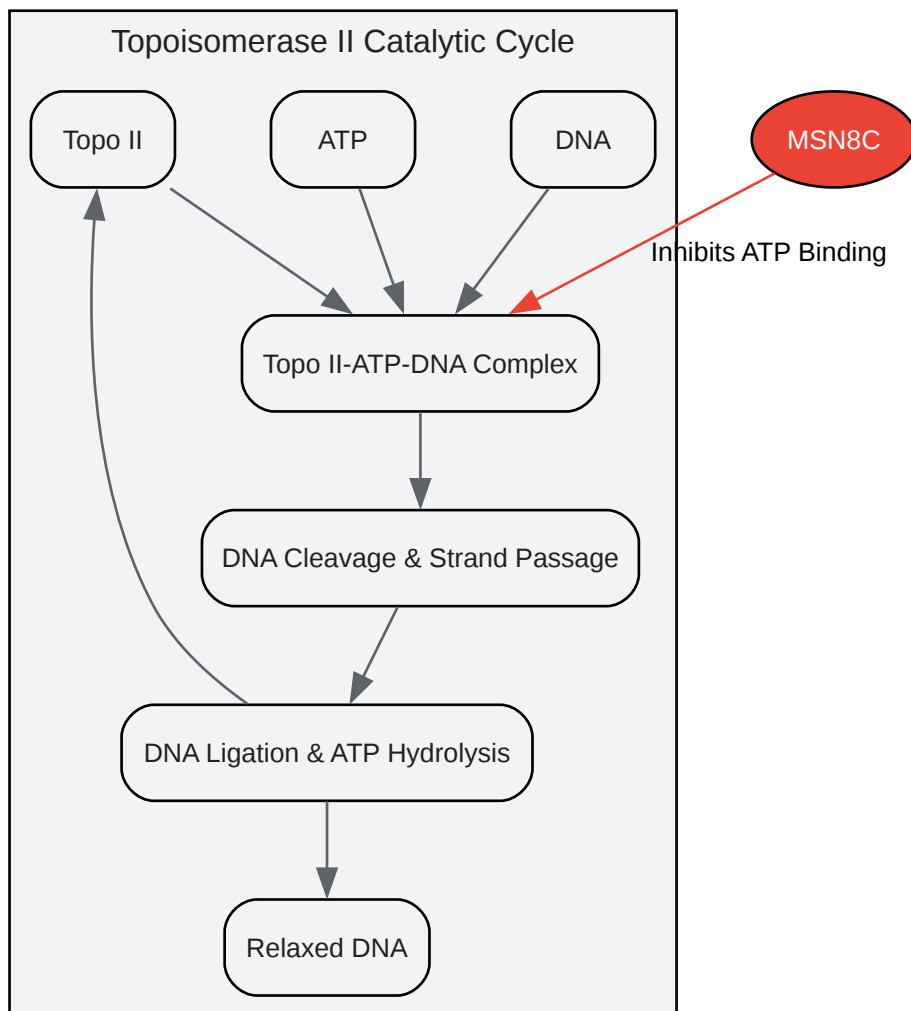 Topoisomerase II Catalytic Cycle
Topo II
ATP
DNA
MSN8C
Inhibits ATP Binding
Topo II-ATP-DNA Complex
DNA Cleavage & Strand Passage
DNA Ligation & ATP Hydrolysis
Relaxed DNA